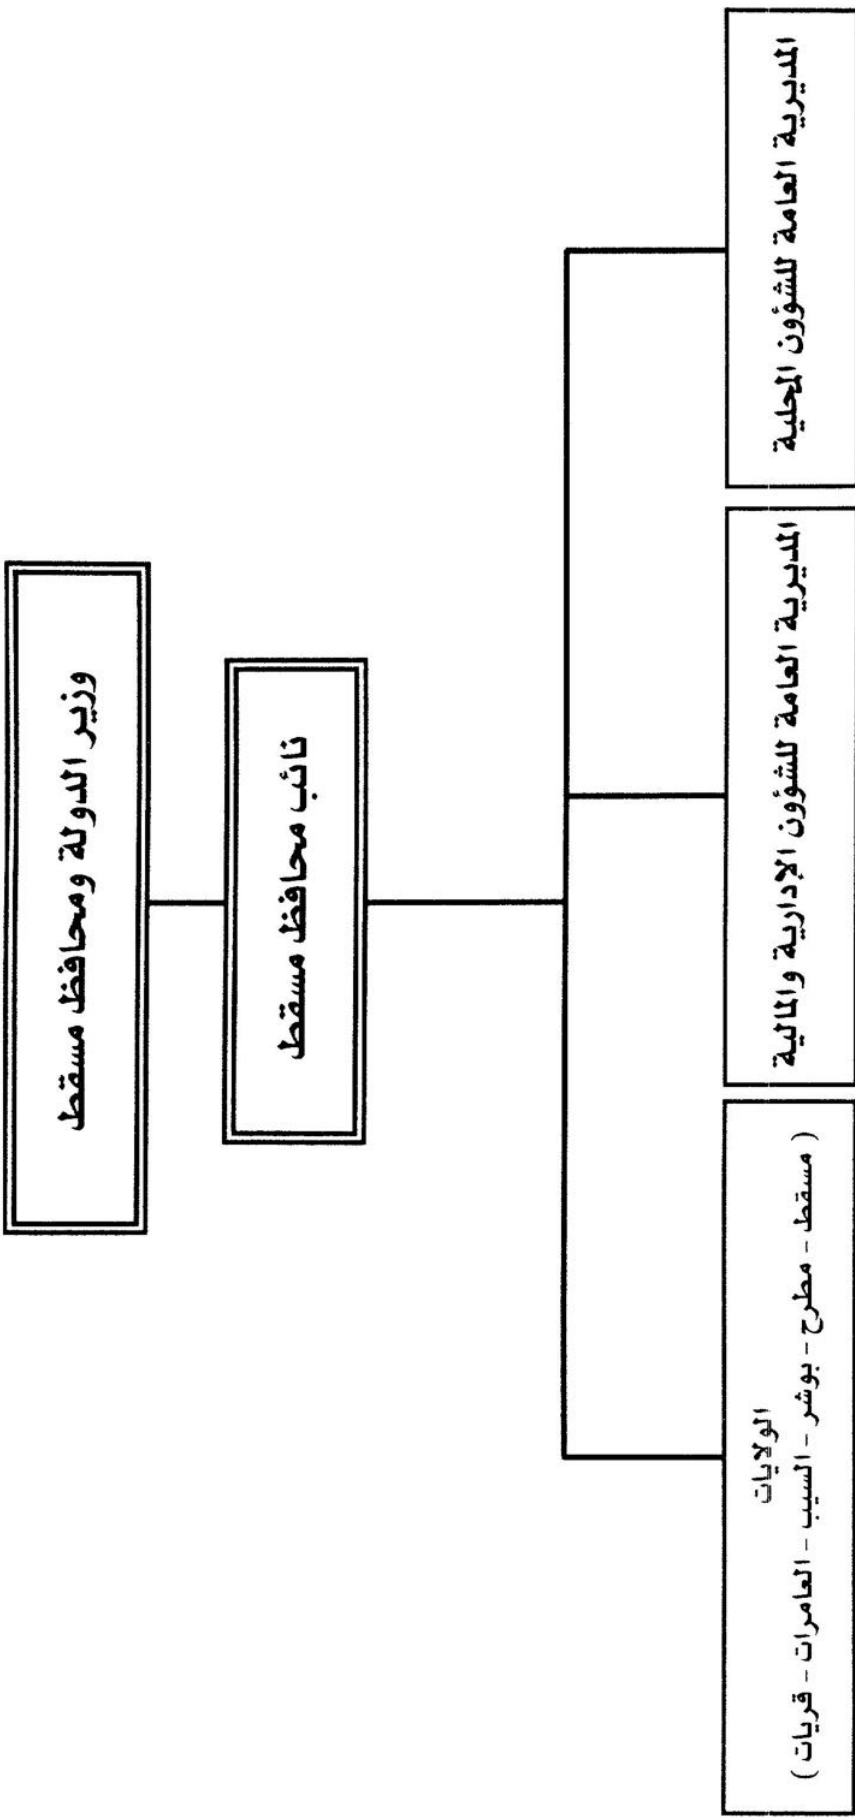 وزير الدولة ومحافظ مسقط
نائب محافظ مسقط
المديرية العامة للشؤون المحلية
المديرية العامة للشؤون الإدارية والمالية
الولايات
( مسقط - مطرح - بوشر - السيب - العامرات - قريات )